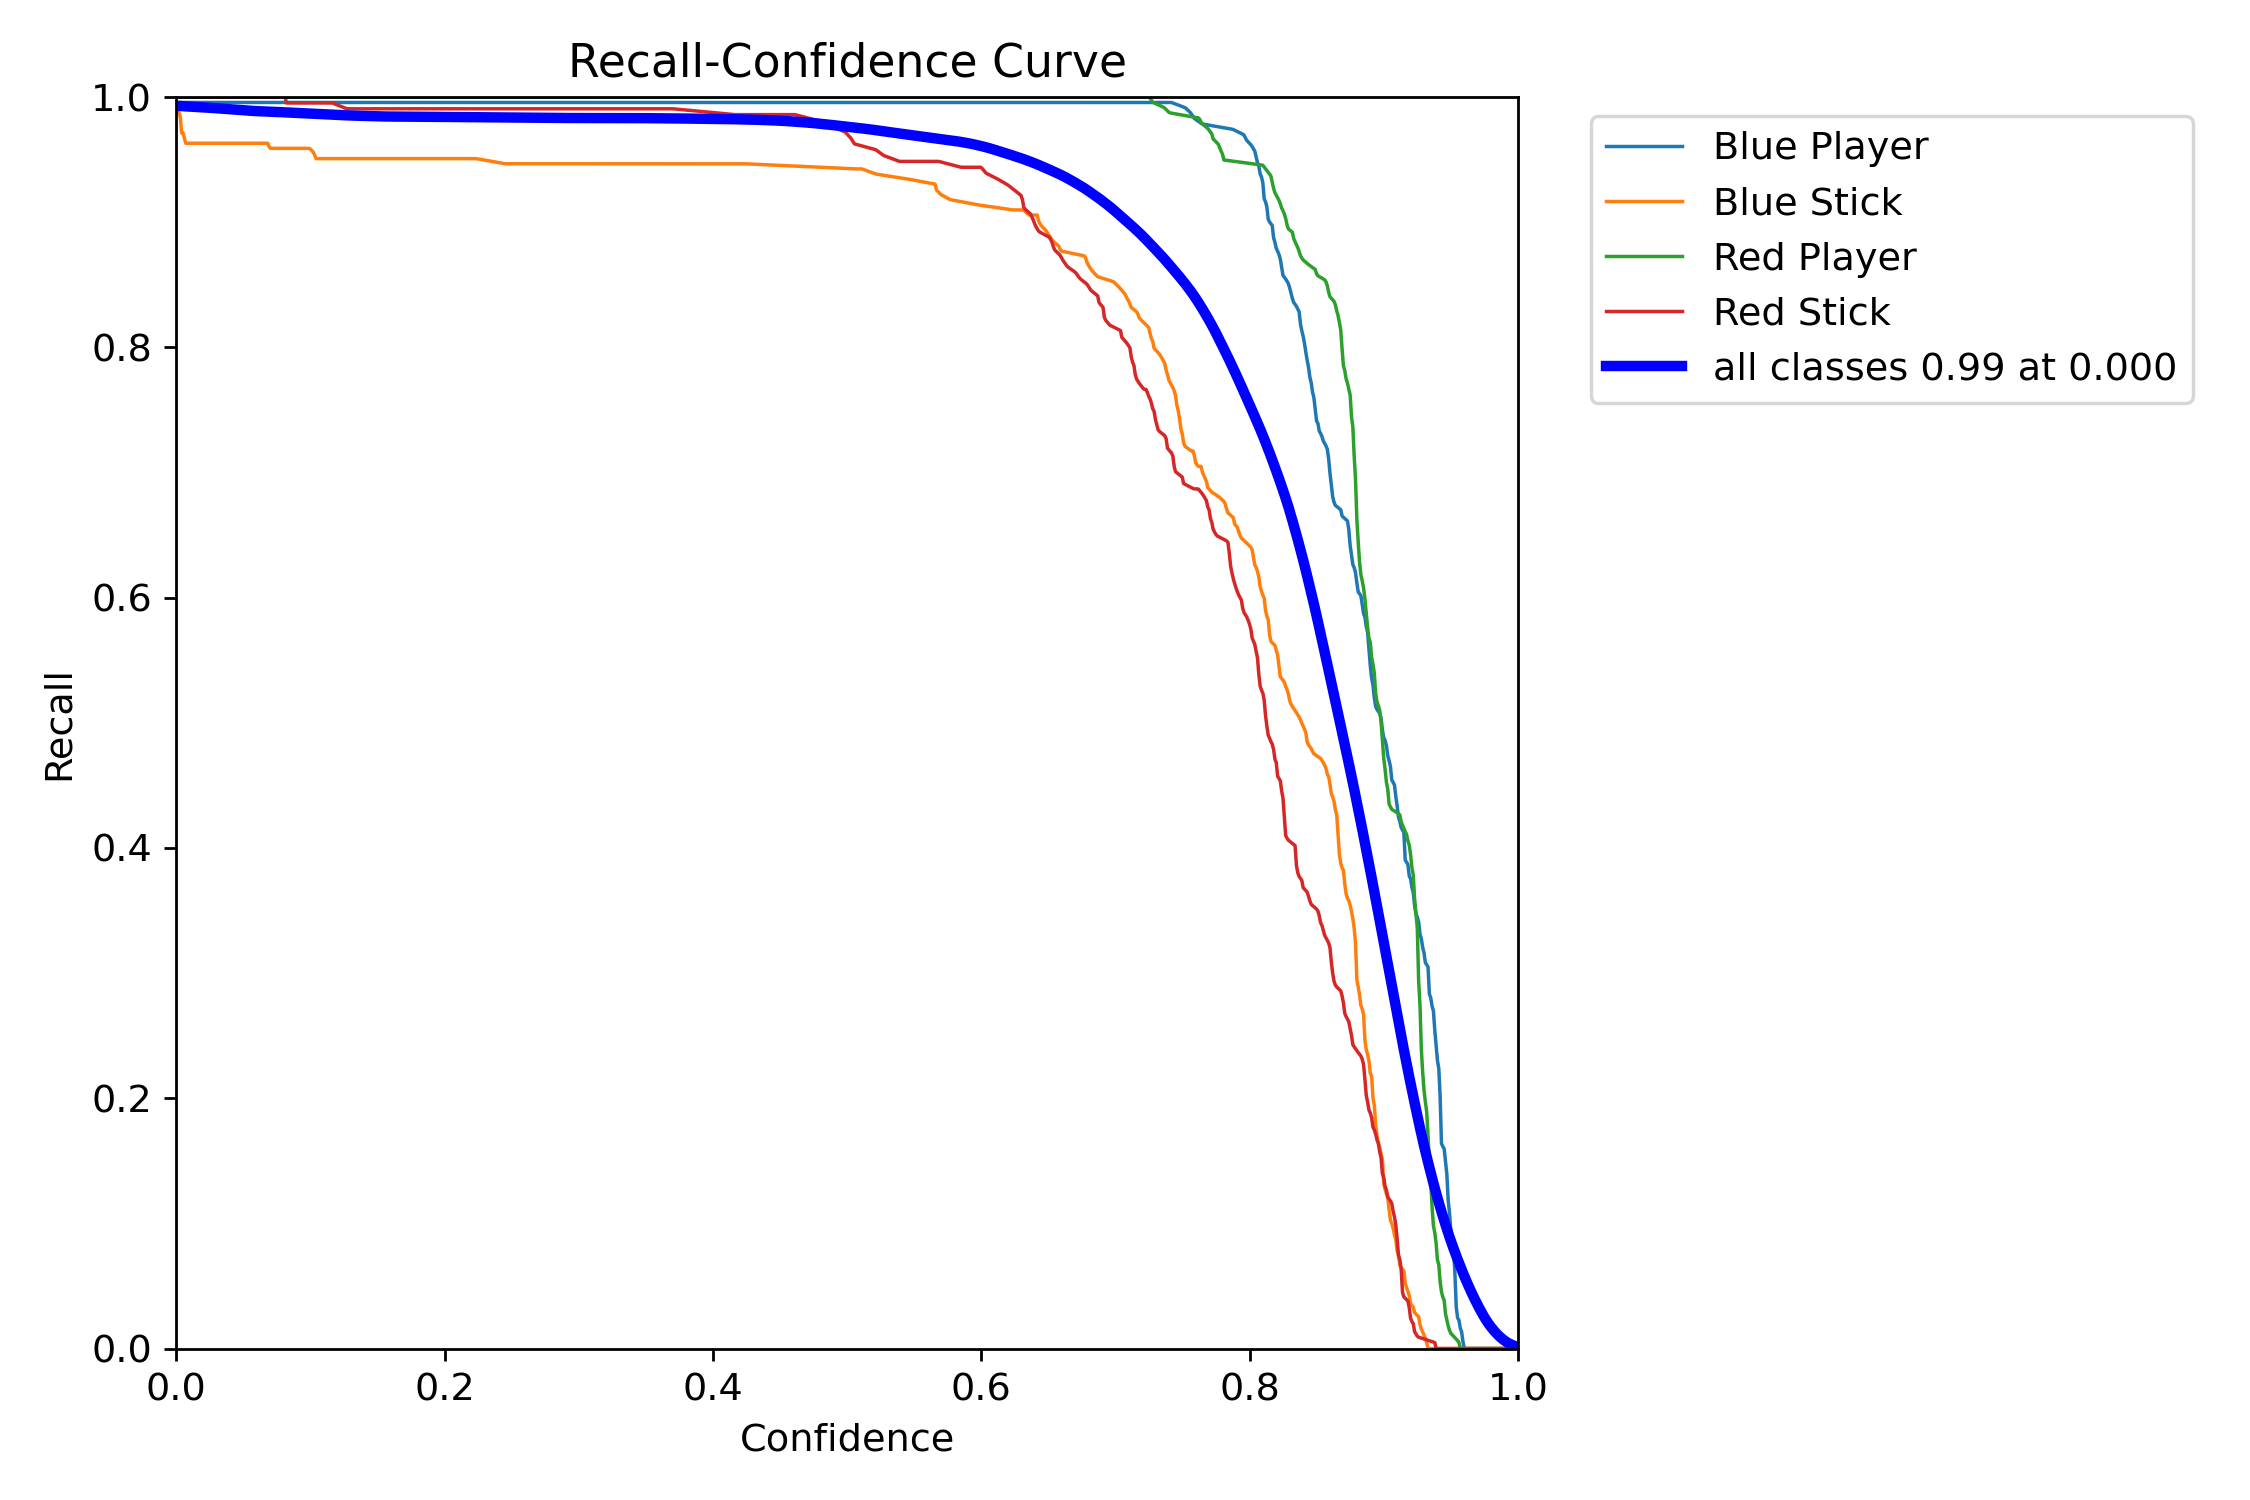 Recall-Confidence Curve
1.0
0.8
0.6
0.4
0.2
0.0
Recall
0.0 0.2 0.4 0.6 0.8 1.0
Confidence
Blue Player
Blue Stick
Red Player
Red Stick
all classes 0.99 at 0.000